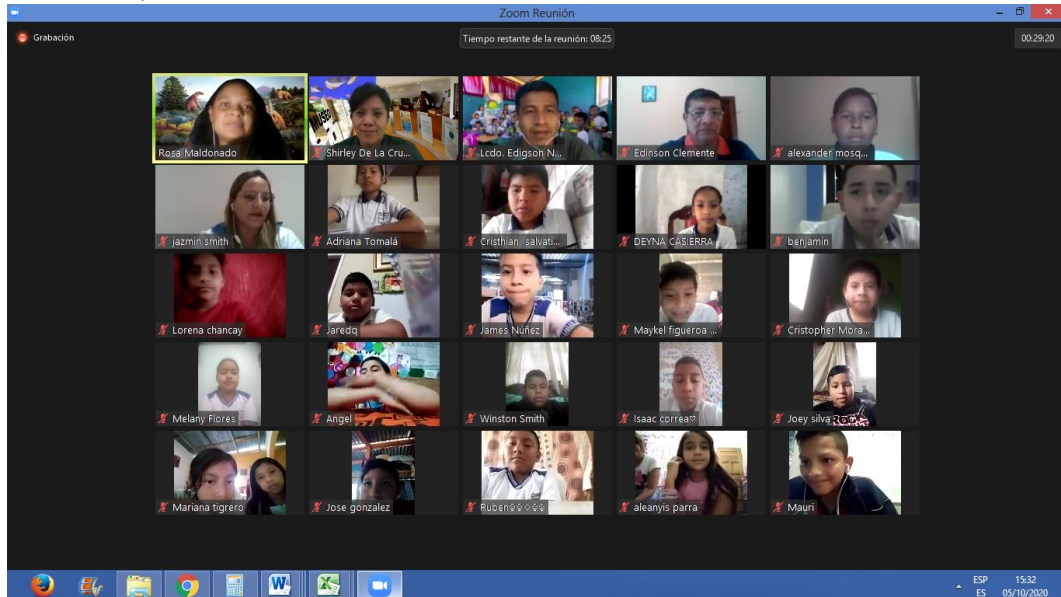 Zoom Reunión
Grabación
Tiempo restante de la reunión: 08:25
00:29:20
Rosa Maldonado
Shirley De La Cru...
Lcdo. Edigson N...
Edinson Clemente
alexander mosq...
jazmin smith
Adriana Tomalá
Cristhian salvati...
DEYNA CASIERRA
benjamin
Lorena chancay
Jaredq
James Núñez
Maykel figueroa ...
Cristopher Mora...
Melany Flores
Angel
Winston Smith
Isaac correa♡
Joey silva
Mariana tigrero
Jose gonzalez
Ruben
aleanyis parra
Mauri
ESP
15:32
ES
05/10/2020